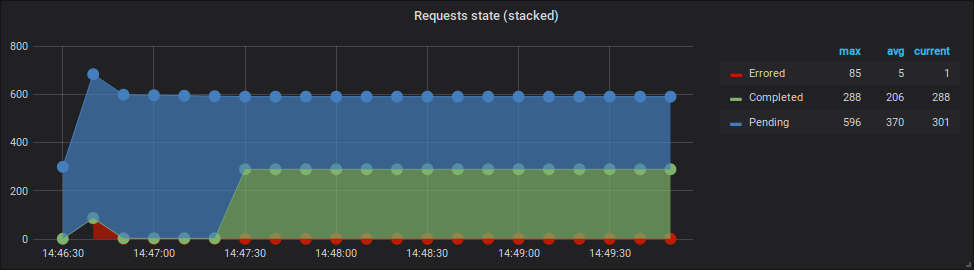 Requests state (stacked)
800
600
400
200
0
14:46:30 14:47:00 14:47:30 14:48:00 14:48:30 14:49:00 14:49:30
max avg current
Errored 85 5 1
Completed 288 206 288
Pending 596 370 301